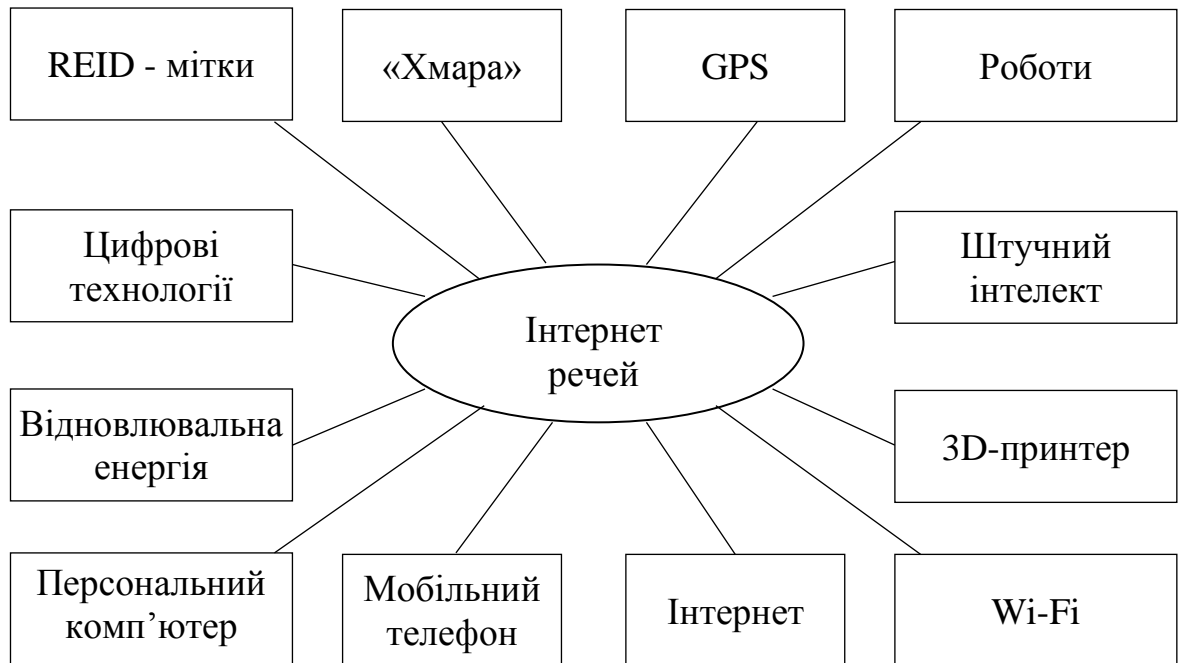 REID - мітки
«Хмара»
GPS
Роботи
Цифрові
технології
Штучний
інтелект
Інтернет
речей
Відновлювальна
енергія
3D-принтер
Персональний
комп’ютер
Мобільний
телефон
Інтернет
Wi-Fi